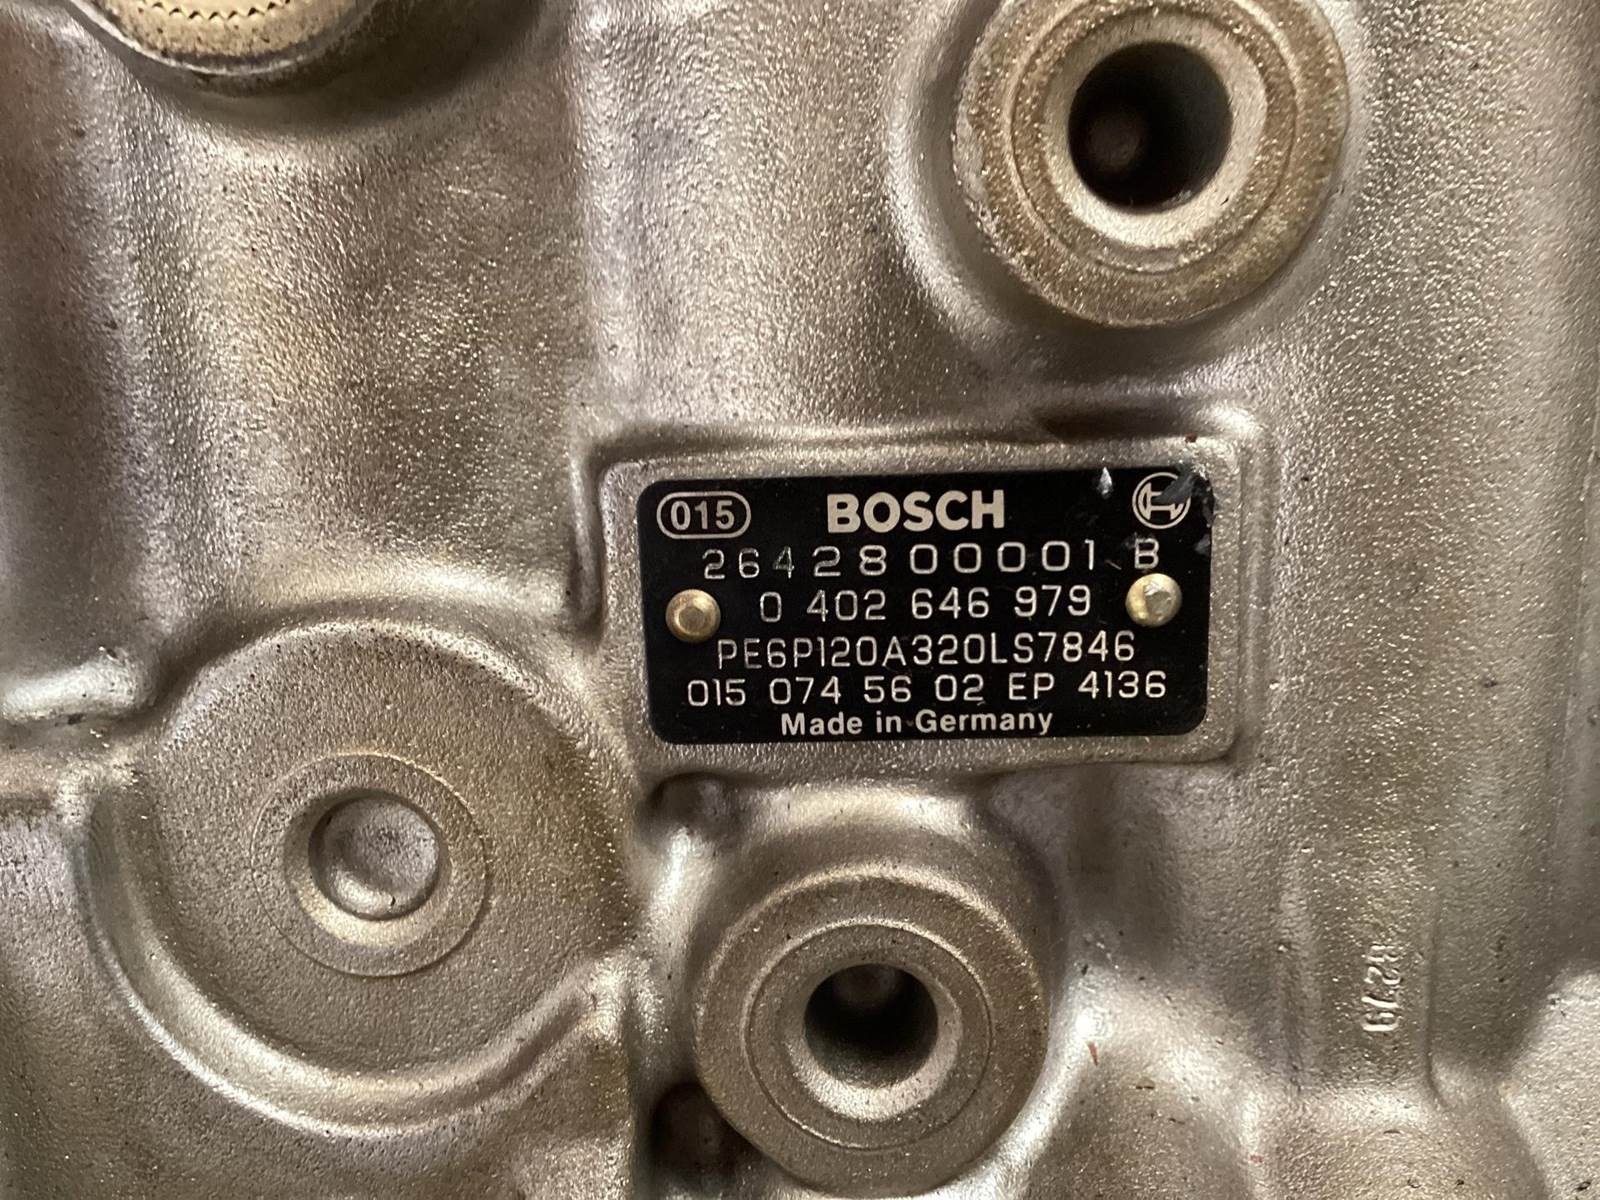 015 BOSCH
2642800001 B
0 402 646 979
PE6P120A320LS7846
015 074 56 02 EP 4136
Made in Germany